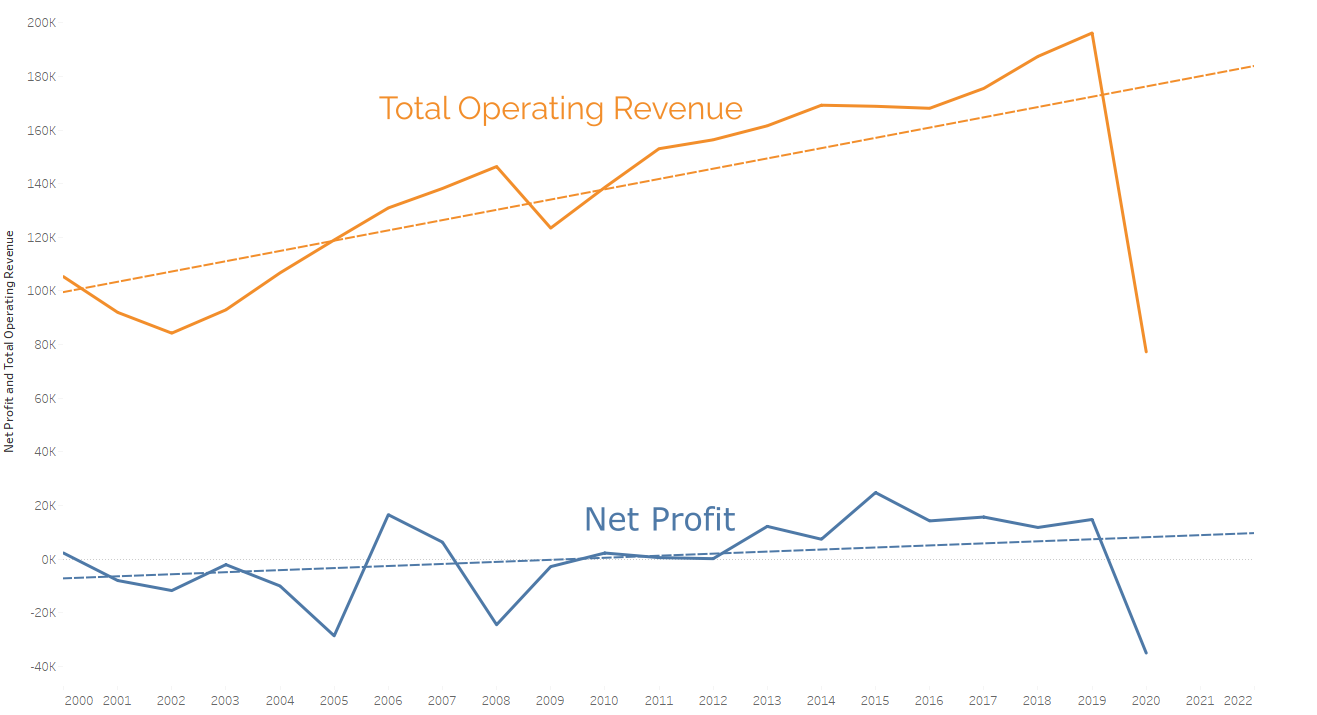 200K
180K
160K
140K
120K
100K
80K
60K
40K
20K
0K
-20K
-40K
Net Profit and Total Operating Revenue
Total Operating Revenue
Net Profit
2000 2001 2002 2003 2004 2005 2006 2007 2008 2009 2010 2011 2012 2013 2014 2015 2016 2017 2018 2019 2020 2021 2022